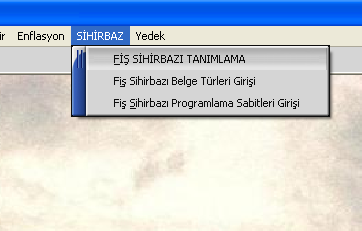 ir Enflasyon SİHİRBAZ Yedek
FİŞ SİHİRBAZI TANIMLAMA
Fiş Sihirbazı Belge Türleri Girişi
Fiş Sihirbazı Programlama Sabitleri Girişi